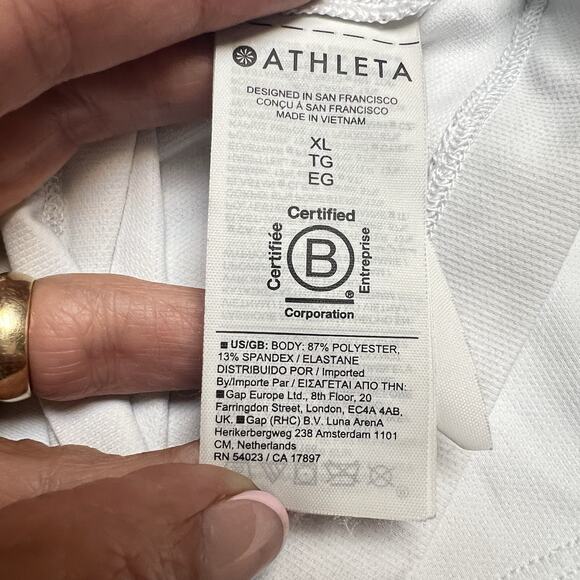 ATHLETA
DESIGNED IN SAN FRANCISCO
CONÇU À SAN FRANCISCO
MADE IN VIETNAM
XL
TG
EG
Certified
Certifiée
B
Entreprise
®
Corporation
■ US/GB: BODY: 87% POLYESTER,
13% SPANDEX / ELASTANE
DISTRIBUIDO POR / Imported
By/Importe Par / ΕΙΣΑΓΕΤΑΙ ΑΠΟ ΤΗΝ:
■ Gap Europe Ltd., 8th Floor, 20
Farringdon Street, London, EC4A 4AB,
UK. ■ Gap (RHC) B.V. Luna ArenA
Herikerbergweg 238 Amsterdam 1101
CM, Netherlands
RN 54023 / CA 17897